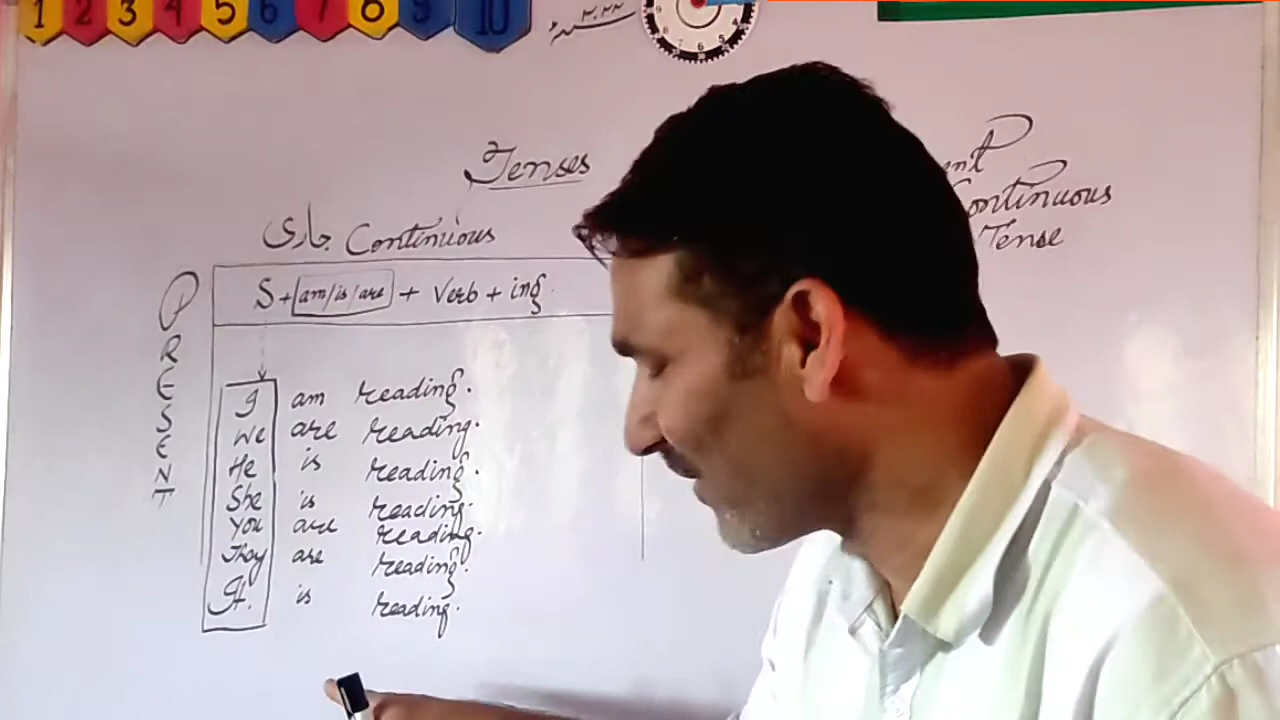 1 2 3 4 5 6 7 8 9 10
Tenses
جاری Continuous
PRESENT
S + am/is/are + Verb + ing.
I am reading.
We are reading.
He is reading.
She is reading.
You are reading.
They are reading.
It. is reading.
Continuous
Tense